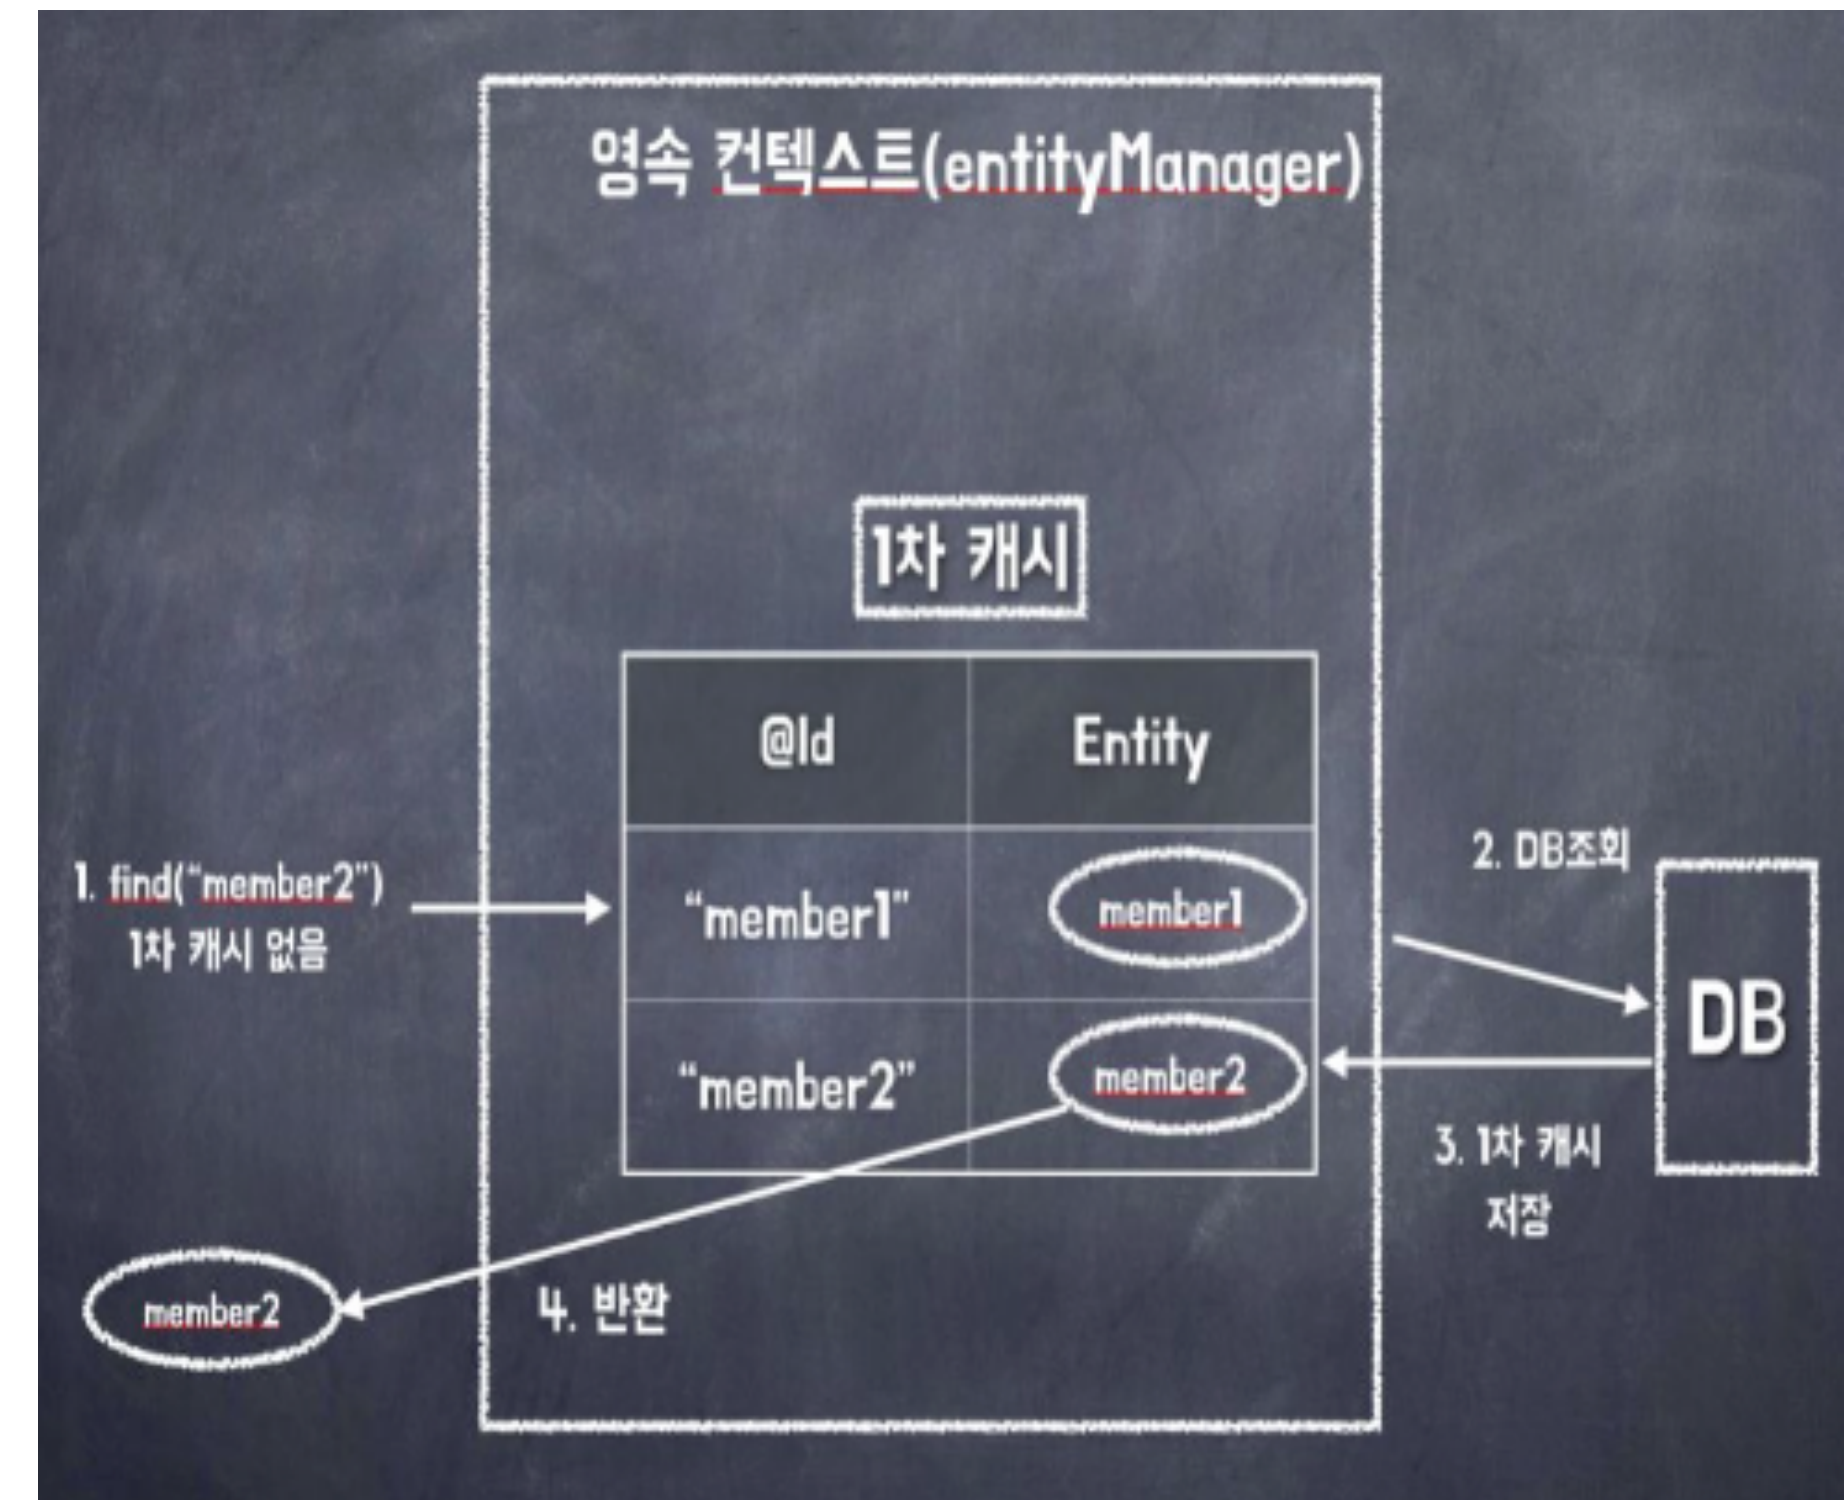 영속 컨텍스트(entityManager)
1차 캐시
@Id
Entity
1. find(“member2”)
1차 캐시 없음
“member1”
member1
2. DB조회
DB
“member2”
member2
3. 1차 캐시
저장
4. 반환
member2